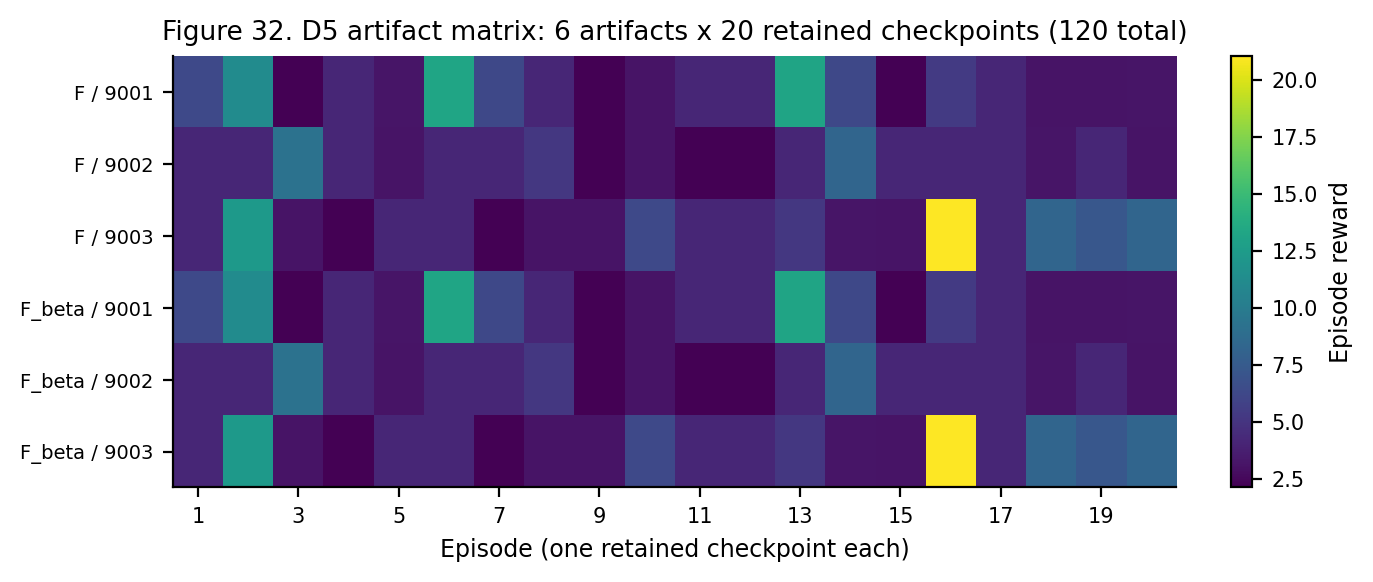 Figure 32. D5 artifact matrix: 6 artifacts x 20 retained checkpoints (120 total)
F / 9001
F / 9002
F / 9003
F_beta / 9001
F_beta / 9002
F_beta / 9003
1 3 5 7 9 11 13 15 17 19
Episode (one retained checkpoint each)
20.0
17.5
15.0
12.5
10.0
7.5
5.0
2.5
Episode reward